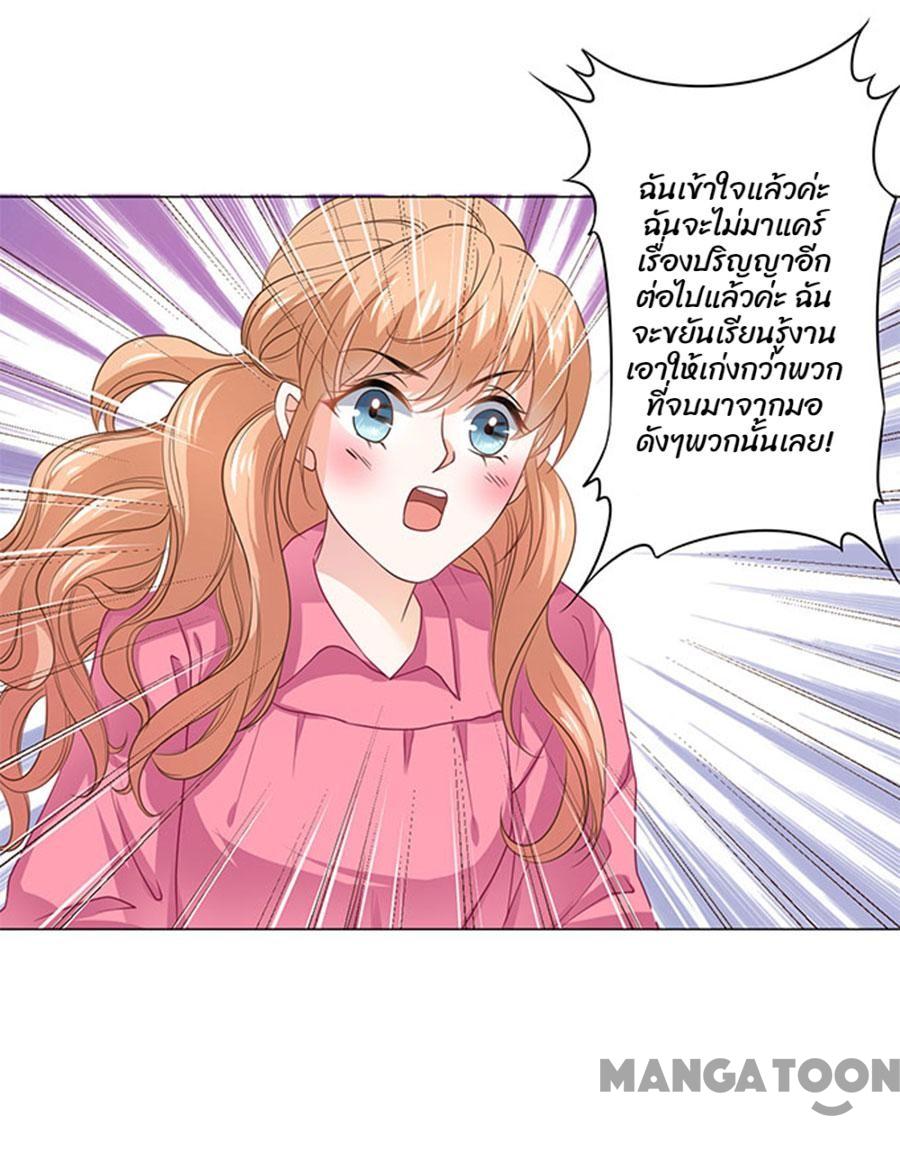 ฉันเข้าใจแล้วค่ะ
ฉันจะไม่มาแคร์
เรื่องปริญญาอีก
ต่อไปแล้วค่ะ ฉัน
จะขยันเรียนรู้งาน
เอาให้เก่งกว่าพวก
ที่จบมาจากมอ
ดังๆพวกนั้นเลย!
MANGATOON